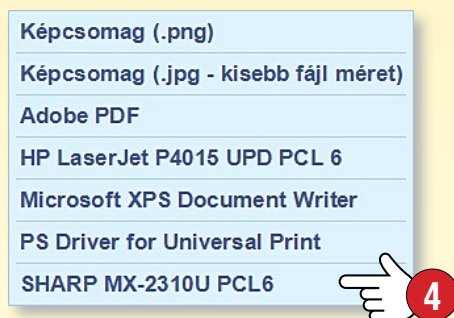 Képcsomag (.png)
Képcsomag (.jpg - kisebb fájl méret)
Adobe PDF
HP LaserJet P4015 UPD PCL 6
Microsoft XPS Document Writer
PS Driver for Universal Print
SHARP MX-2310U PCL6
4